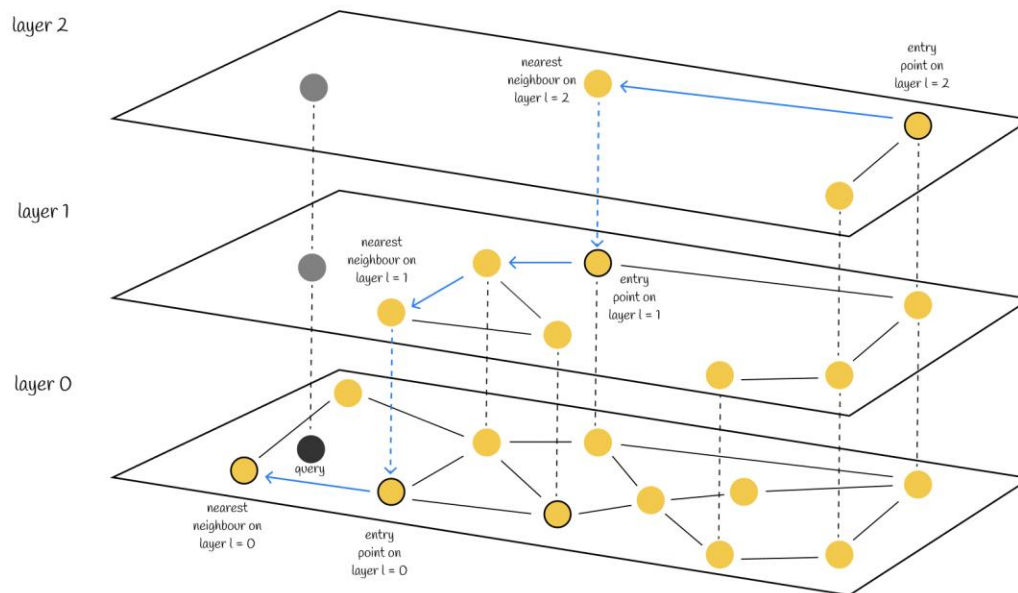 layer 2
nearest
neighbour on
layer l = 2
entry
point on
layer l = 2
layer 1
nearest
neighbour on
layer l = 1
entry
point on
layer l = 1
layer 0
query
nearest
neighbour on
layer l = 0
entry
point on
layer l = 0